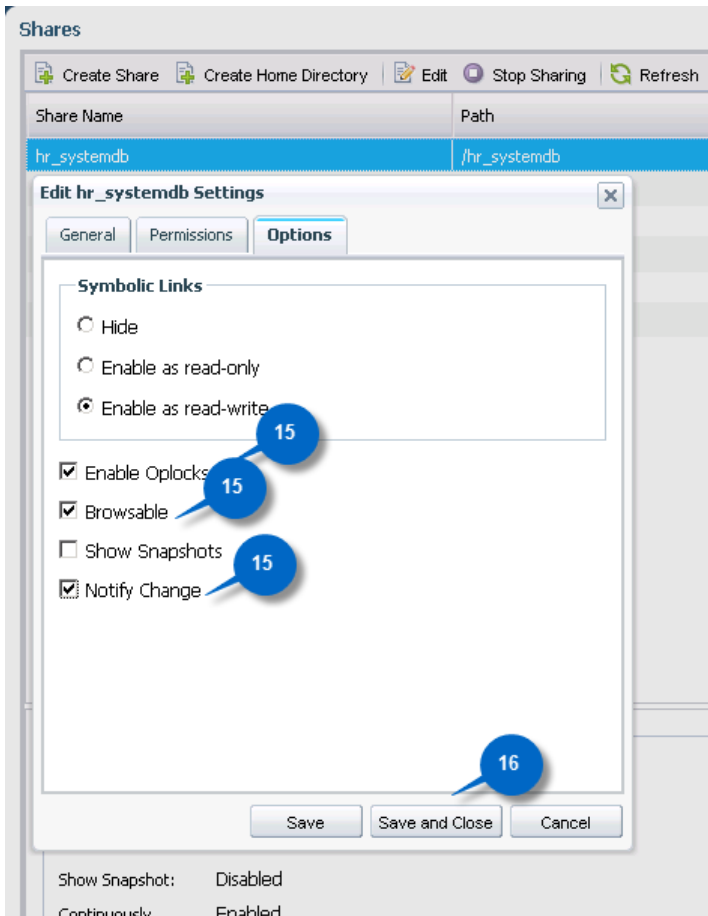 Shares
Create Share Create Home Directory Edit Stop Sharing Refresh
Share Name Path
hr_systemdb /hr_systemdb
Edit hr_systemdb Settings
General Permissions Options
Symbolic Links
Hide
Enable as read-only
Enable as read-write
15
Enable Oplocks
15
Browsable
Show Snapshots
15
Notify Change
16
Save Save and Close Cancel
Show Snapshot: Disabled
Continuously Enabled